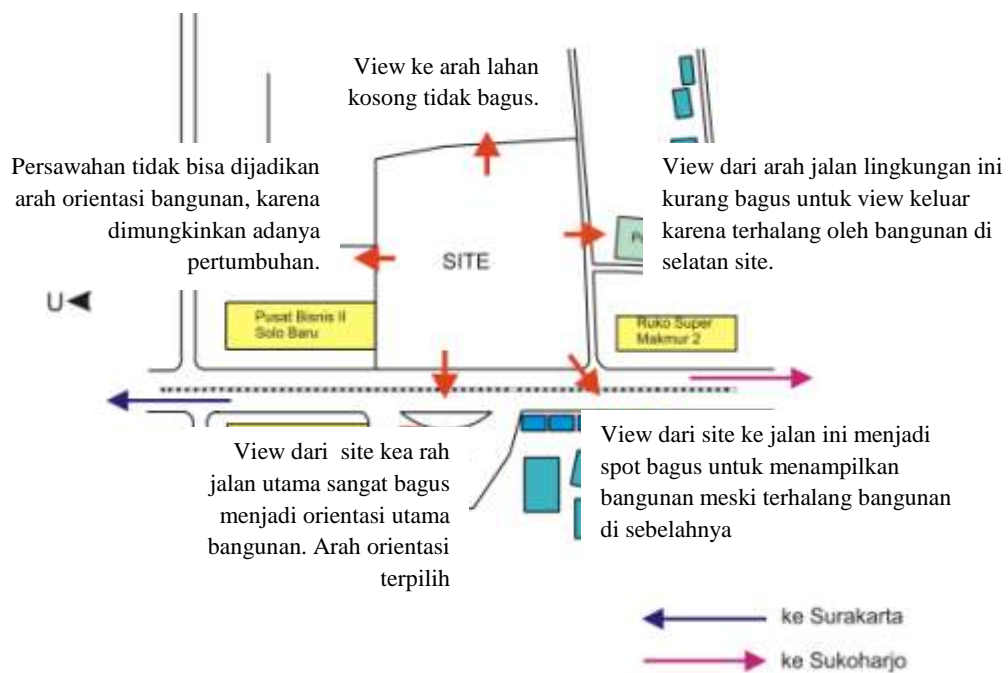 View ke arah lahan
kosong tidak bagus.
Persawahan tidak bisa dijadikan
arah orientasi bangunan, karena
dimungkinkan adanya
pertumbuhan.
View dari arah jalan lingkungan ini
kurang bagus untuk view keluar
karena terhalang oleh bangunan di
selatan site.
SITE
U
Pusat Bisnis II
Solo Baru
Ruko Super
Makmur 2
View dari site kea rah
jalan utama sangat bagus
menjadi orientasi utama
bangunan. Arah orientasi
terpilih
View dari site ke jalan ini menjadi
spot bagus untuk menampilkan
bangunan meski terhalang bangunan
di sebelahnya
ke Surakarta
ke Sukoharjo